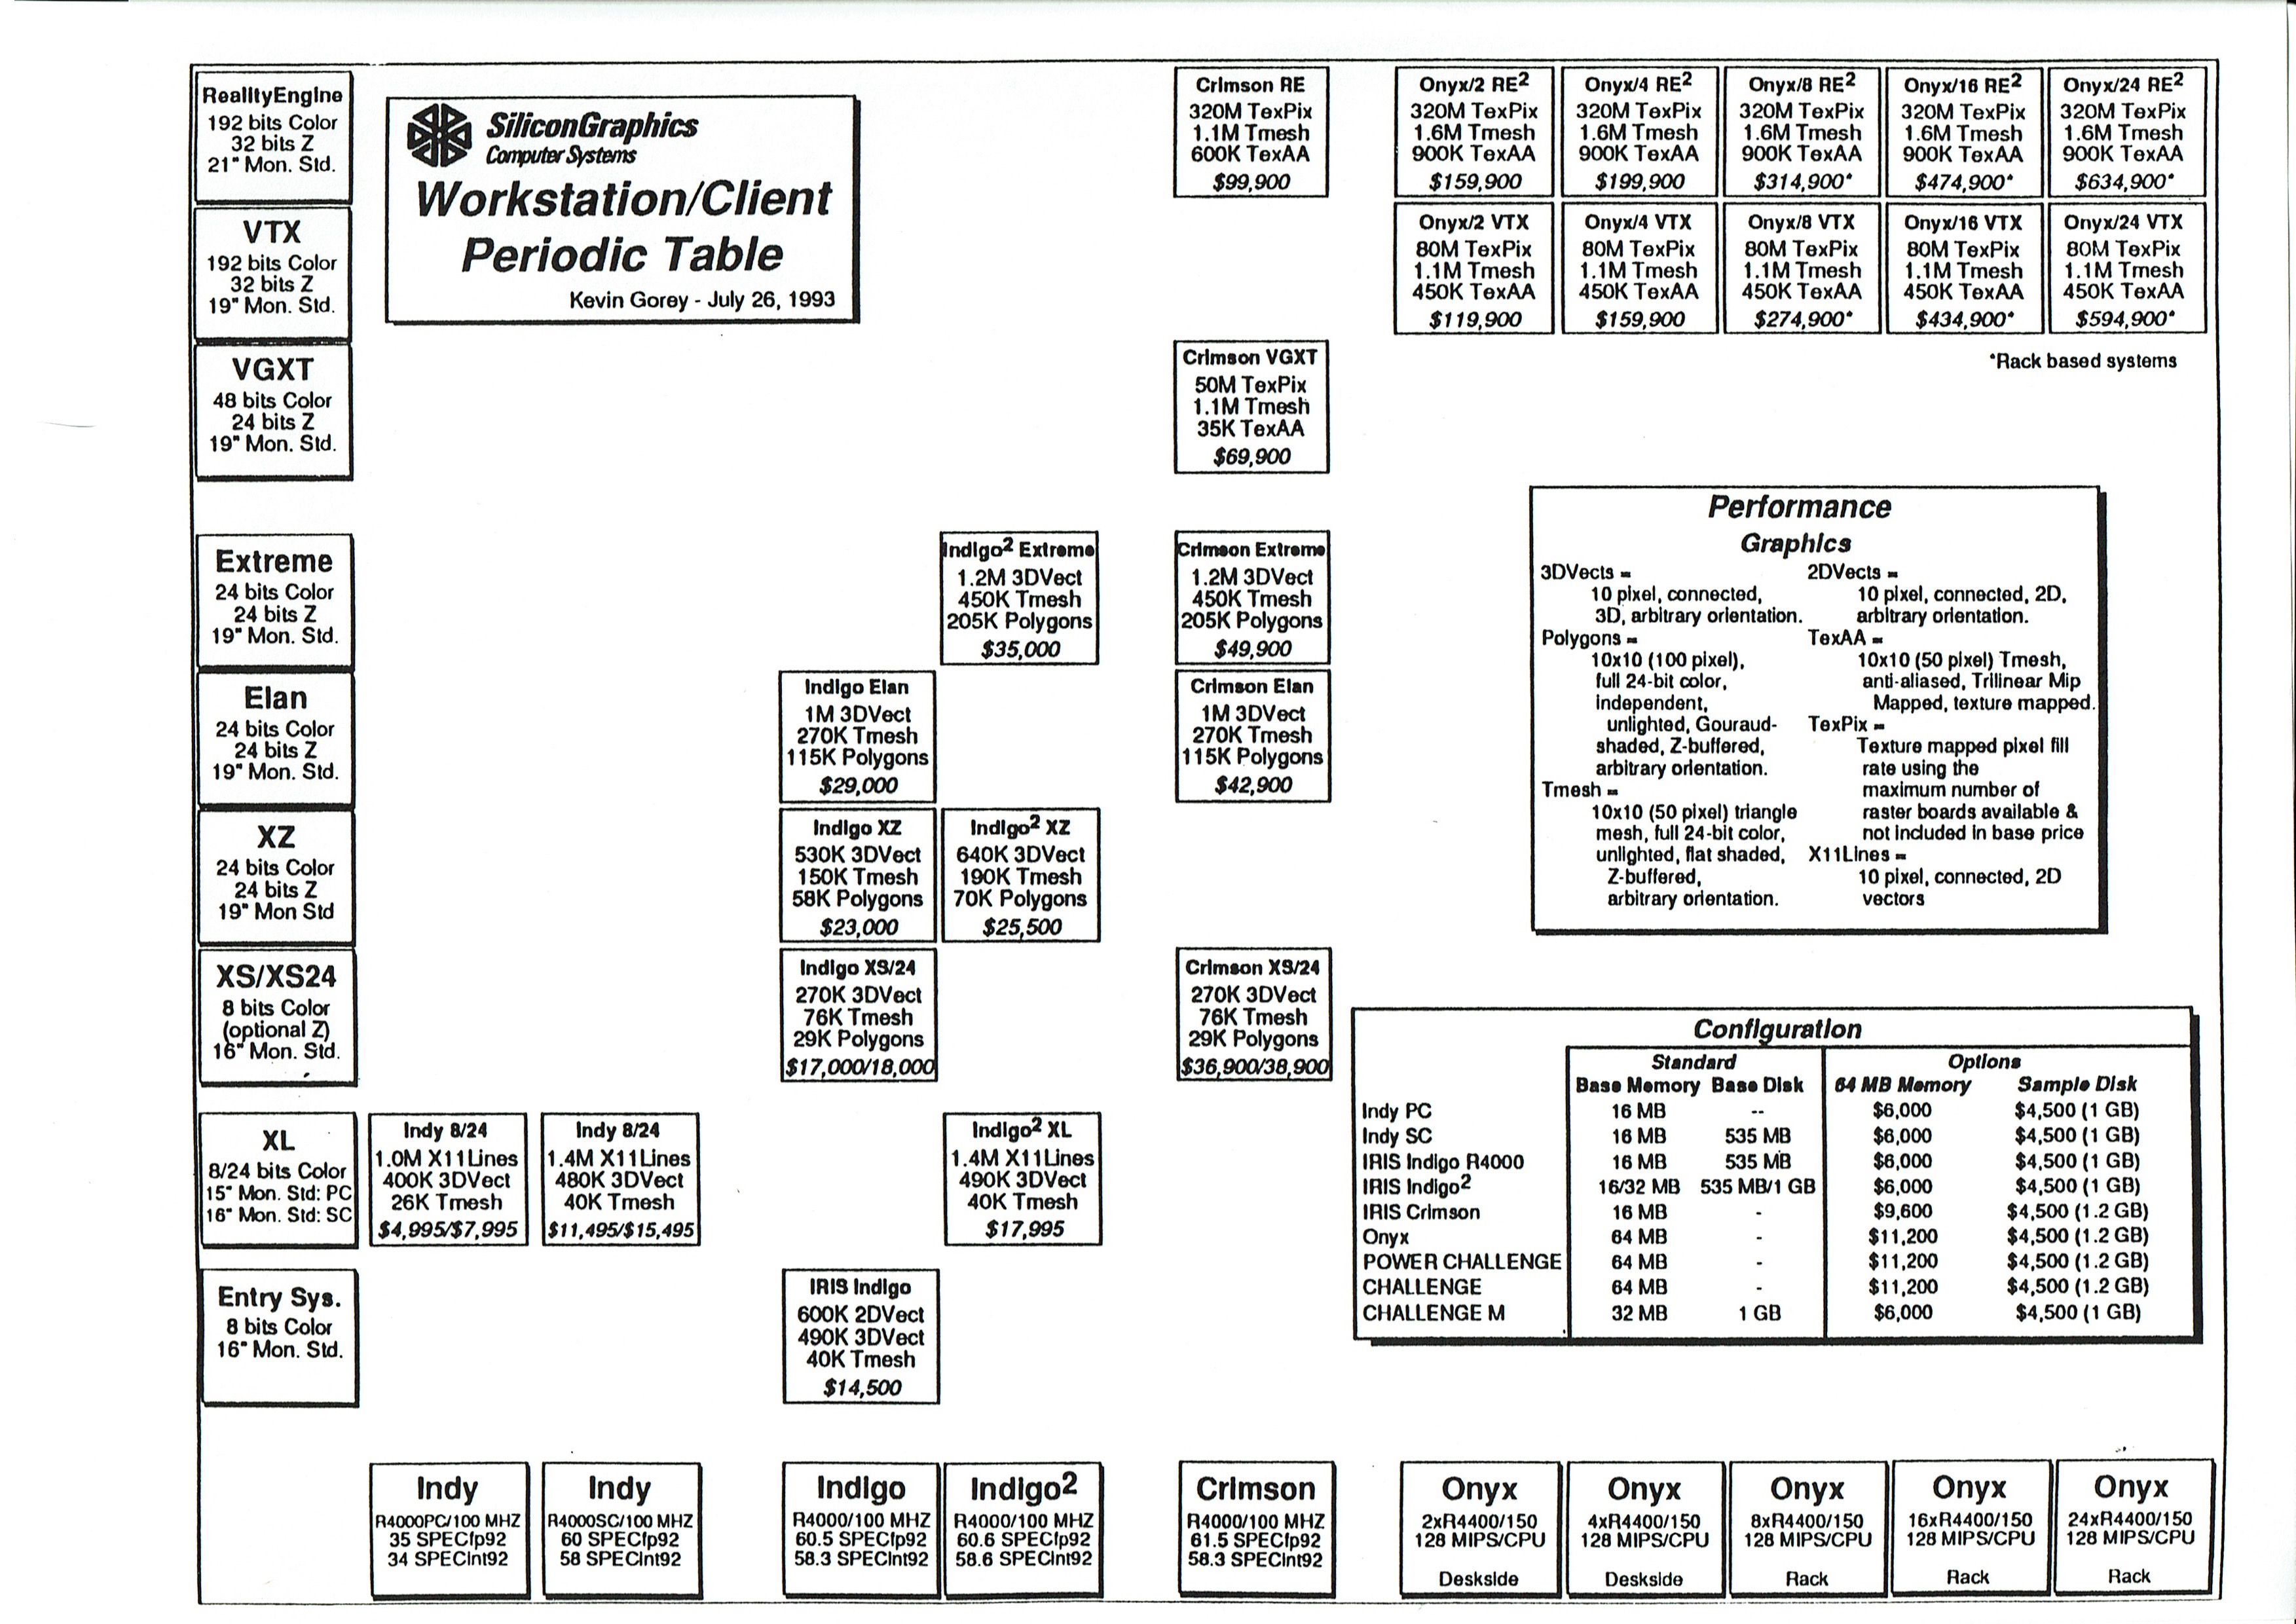 RealityEngine
192 bits Color
32 bits Z
21" Mon. Std.
SiliconGraphics
Computer Systems
Workstation/Client
Periodic Table
Kevin Gorey - July 26, 1993
Crimson RE
320M TexPix
1.1M Tmesh
600K TexAA
$99,900
Onyx/2 RE²
320M TexPix
1.6M Tmesh
900K TexAA
$159,900
Onyx/4 RE²
320M TexPix
1.6M Tmesh
900K TexAA
$199,900
Onyx/8 RE²
320M TexPix
1.6M Tmesh
900K TexAA
$314,900*
Onyx/16 RE²
320M TexPix
1.6M Tmesh
900K TexAA
$474,900*
Onyx/24 RE²
320M TexPix
1.6M Tmesh
900K TexAA
$634,900*
VTX
192 bits Color
32 bits Z
19" Mon. Std.
Onyx/2 VTX
80M TexPix
1.1M Tmesh
450K TexAA
$119,900
Onyx/4 VTX
80M TexPix
1.1M Tmesh
450K TexAA
$159,900
Onyx/8 VTX
80M TexPix
1.1M Tmesh
450K TexAA
$274,900*
Onyx/16 VTX
80M TexPix
1.1M Tmesh
450K TexAA
$434,900*
Onyx/24 VTX
80M TexPix
1.1M Tmesh
450K TexAA
$594,900*
*Rack based systems
VGXT
48 bits Color
24 bits Z
19" Mon. Std.
Crimson VGXT
50M TexPix
1.1M Tmesh
35K TexAA
$69,900
Extreme
24 bits Color
24 bits Z
19" Mon. Std.
Indigo² Extreme
1.2M 3DVect
450K Tmesh
205K Polygons
$35,000
Crimson Extreme
1.2M 3DVect
450K Tmesh
205K Polygons
$49,900
Elan
24 bits Color
24 bits Z
19" Mon. Std.
Indigo Elan
1M 3DVect
270K Tmesh
115K Polygons
$29,000
Crimson Elan
1M 3DVect
270K Tmesh
115K Polygons
$42,900
XZ
24 bits Color
24 bits Z
19" Mon Std
Indigo XZ
530K 3DVect
150K Tmesh
58K Polygons
$23,000
Indigo² XZ
640K 3DVect
190K Tmesh
70K Polygons
$25,500
XS/XS24
8 bits Color
(optional Z)
16" Mon. Std.
Indigo XS/24
270K 3DVect
76K Tmesh
29K Polygons
$17,000/18,000
Crimson XS/24
270K 3DVect
76K Tmesh
29K Polygons
$36,900/38,900
XL
8/24 bits Color
15" Mon. Std: PC
16" Mon. Std: SC
Indy 8/24
1.0M X11Lines
400K 3DVect
26K Tmesh
$4,995/$7,995
Indy 8/24
1.4M X11Lines
480K 3DVect
40K Tmesh
$11,495/$15,495
Indigo² XL
1.4M X11Lines
490K 3DVect
40K Tmesh
$17,995
Entry Sys.
8 bits Color
16" Mon. Std.
IRIS Indigo
600K 2DVect
490K 3DVect
40K Tmesh
$14,500
Performance
Graphics
3DVects =
10 pixel, connected,
3D, arbitrary orientation.
Polygons =
10x10 (100 pixel),
full 24-bit color,
independent,
unlighted, Gouraud-
shaded, Z-buffered,
arbitrary orientation.
Tmesh =
10x10 (50 pixel) triangle
mesh, full 24-bit color,
unlighted, flat shaded,
Z-buffered,
arbitrary orientation.
2DVects =
10 pixel, connected, 2D,
arbitrary orientation.
TexAA =
10x10 (50 pixel) Tmesh,
anti-aliased, Trilinear Mip
Mapped, texture mapped.
TexPix =
Texture mapped pixel fill
rate using the
maximum number of
raster boards available &
not included in base price
X11Lines =
10 pixel, connected, 2D
vectors
Configuration
Standard Options
Base Memory Base Disk 64 MB Memory Sample Disk
Indy PC 16 MB -- $6,000 $4,500 (1 GB)
Indy SC 16 MB 535 MB $6,000 $4,500 (1 GB)
IRIS Indigo R4000 16 MB 535 MB $6,000 $4,500 (1 GB)
IRIS Indigo² 16/32 MB 535 MB/1 GB $6,000 $4,500 (1 GB)
IRIS Crimson 16 MB - $9,600 $4,500 (1.2 GB)
Onyx 64 MB - $11,200 $4,500 (1.2 GB)
POWER CHALLENGE 64 MB - $11,200 $4,500 (1.2 GB)
CHALLENGE 64 MB - $11,200 $4,500 (1.2 GB)
CHALLENGE M 32 MB 1 GB $6,000 $4,500 (1 GB)
Indy
R4000PC/100 MHZ
35 SPECfp92
34 SPECint92
Indy
R4000SC/100 MHZ
60 SPECfp92
58 SPECint92
Indigo
R4000/100 MHZ
60.5 SPECfp92
58.3 SPECint92
Indigo²
R4000/100 MHZ
60.6 SPECfp92
58.6 SPECint92
Crimson
R4000/100 MHZ
61.5 SPECfp92
58.3 SPECint92
Onyx
2xR4400/150
128 MIPS/CPU
Deskside
Onyx
4xR4400/150
128 MIPS/CPU
Deskside
Onyx
8xR4400/150
128 MIPS/CPU
Rack
Onyx
16xR4400/150
128 MIPS/CPU
Rack
Onyx
24xR4400/150
128 MIPS/CPU
Rack